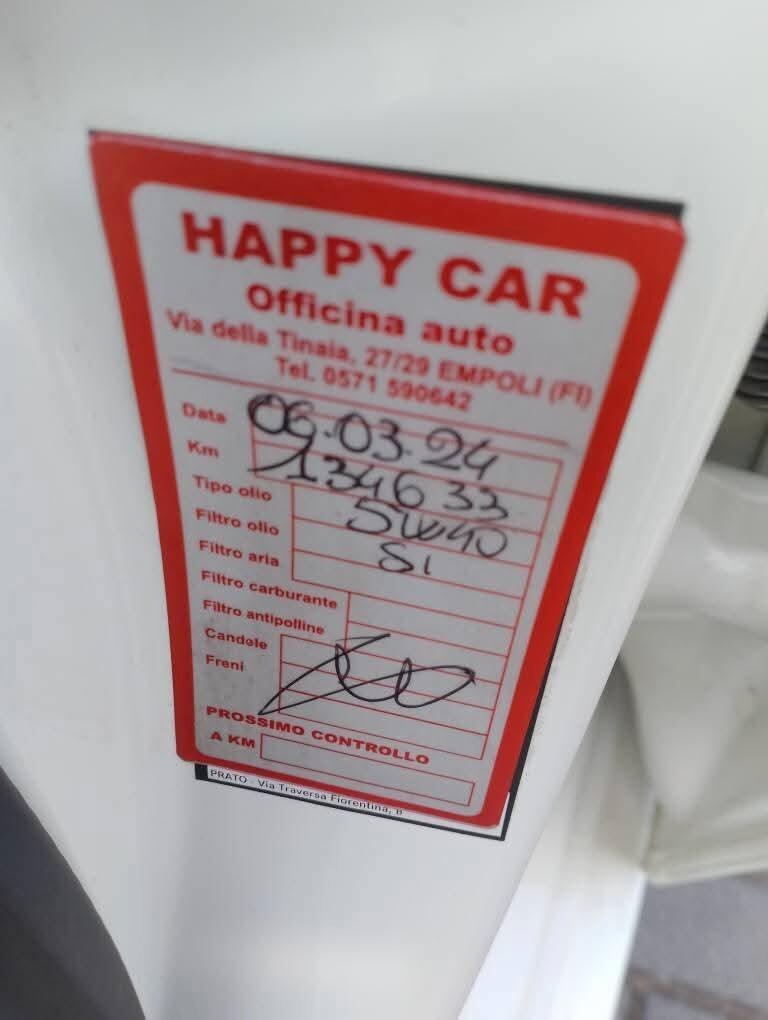 HAPPY CAR
Officina auto
Via della Tinaia, 27/29 EMPOLI (FI)
Tel. 0571 590642
Data 06.03.24
Km 134633
Tipo olio 5W40
Filtro olio SI
Filtro aria
Filtro carburante
Filtro antipolline
Candele
Freni
PROSSIMO CONTROLLO
A KM
PRATO - Via Traversa Fiorentina,